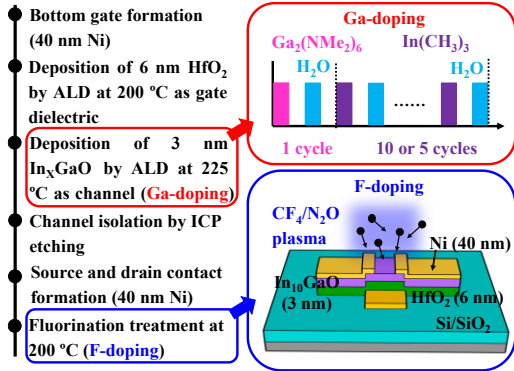 Bottom gate formation
(40 nm Ni)
Deposition of 6 nm HfO2
by ALD at 200 ºC as gate
dielectric
Deposition of 3 nm
InXGaO by ALD at 225
ºC as channel (Ga-doping)
Channel isolation by ICP
etching
Source and drain contact
formation (40 nm Ni)
Fluorination treatment at
200 ºC (F-doping)
Ga-doping
Ga2(NMe2)6
In(CH3)3
H2O
H2O
......
1 cycle
10 or 5 cycles
F-doping
CF4/N2O
plasma
Ni (40 nm)
In10GaO
(3 nm)
HfO2 (6 nm)
Si/SiO2